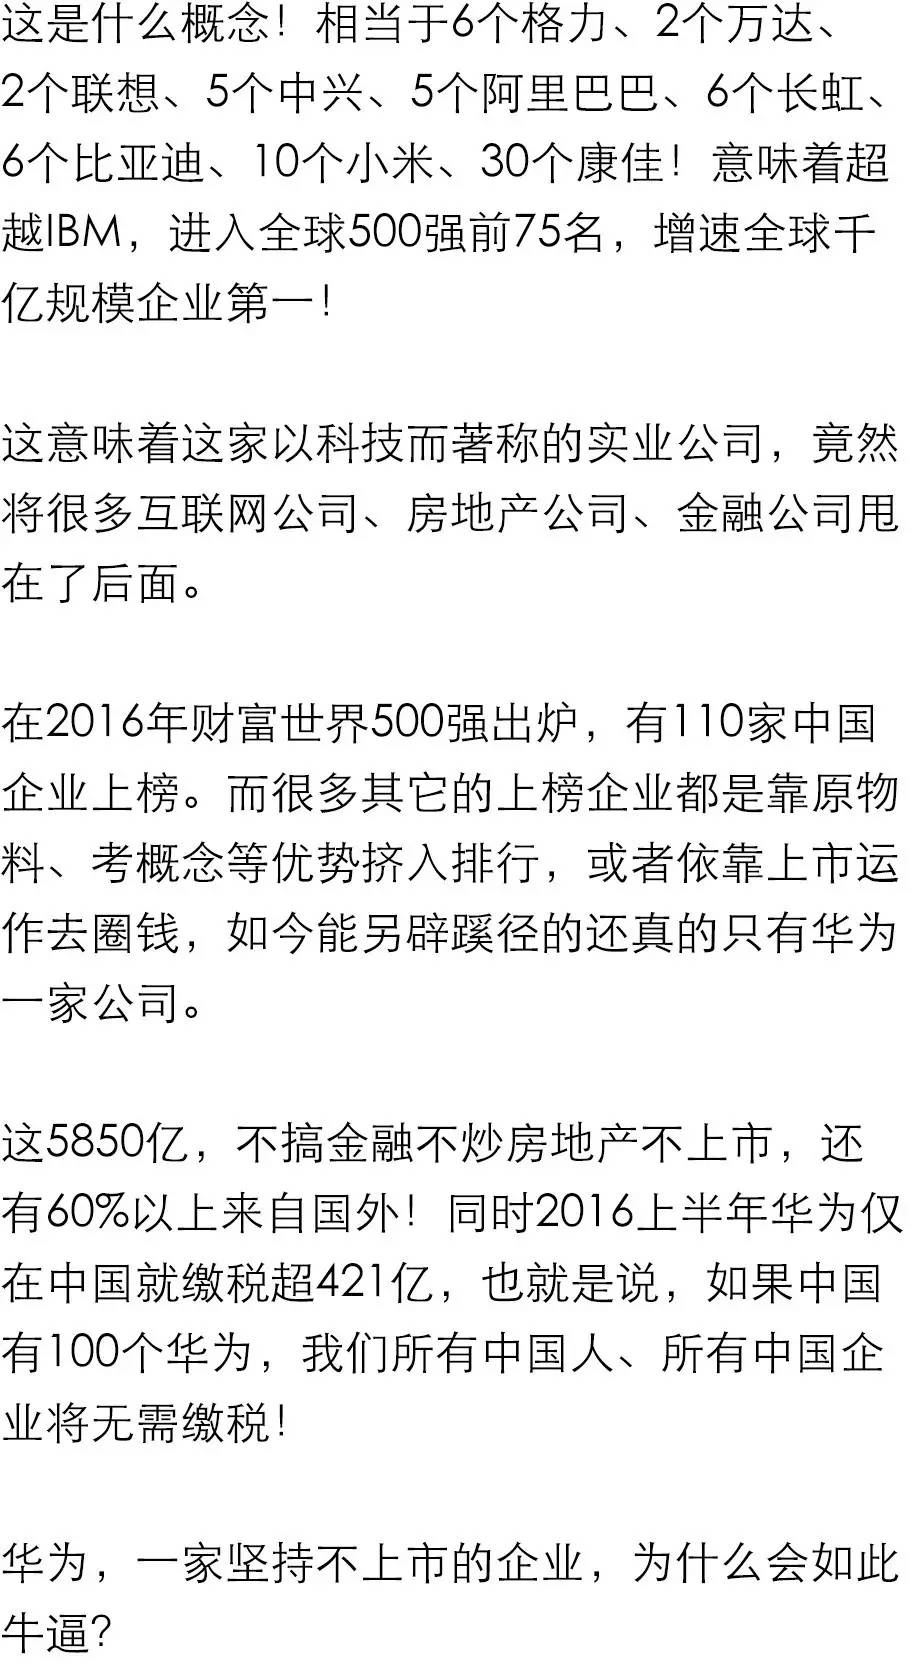 这是什么概念！相当于6个格力、2个万达、
2个联想、5个中兴、5个阿里巴巴、6个长虹、
6个比亚迪、10个小米、30个康佳！意味着超
越IBM，进入全球500强前75名，增速全球千
亿规模企业第一！
这意味着这家以科技而著称的实业公司，竟然
将很多互联网公司、房地产公司、金融公司甩
在了后面。
在2016年财富世界500强出炉，有110家中国
企业上榜。而很多其它的上榜企业都是靠原物
料、考概念等优势挤入排行，或者依靠上市运
作去圈钱，如今能另辟蹊径的还真的只有华为
一家公司。
这5850亿，不搞金融不炒房地产不上市，还
有60%以上来自国外！同时2016上半年华为仅
在中国就缴税超421亿，也就是说，如果中国
有100个华为，我们所有中国人、所有中国企
业将无需缴税！
华为，一家坚持不上市的企业，为什么会如此
牛逼？